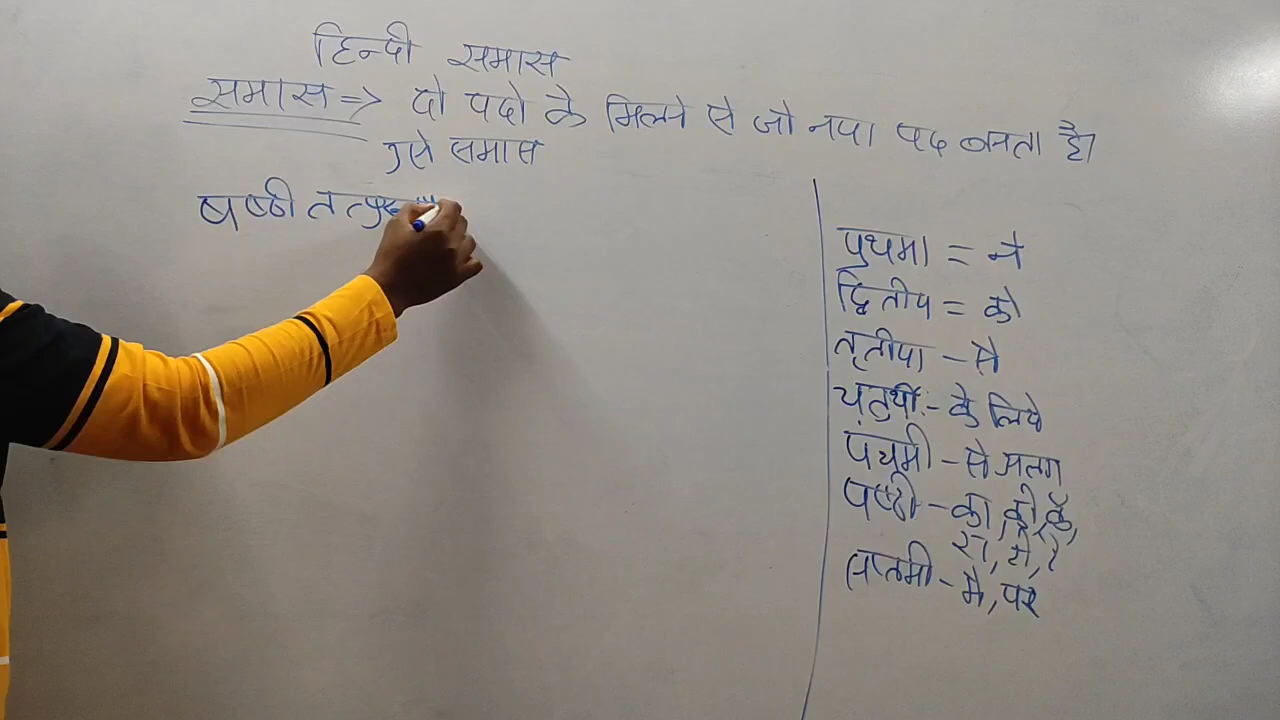 हिन्दी समास
समास => दो पदो के मिलने से जो नया पद बनता है।
उसे समास
षष्ठी तत्पुरूष
प्रथमा = ने
द्वितीय = को
तृतीया - से
चतुर्थी :- के लिये
पंचमी - से अलग
षष्ठी - का, की, के,
रा, री, रे
सप्तमी - मे, पर